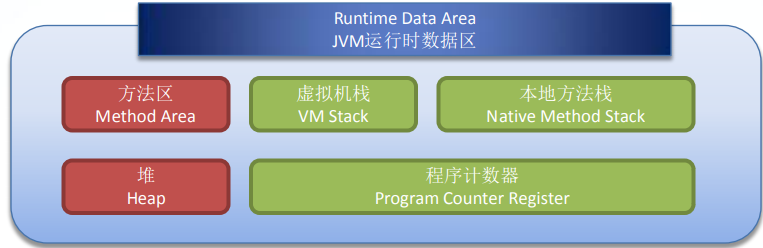 Runtime Data Area
JVM运行时数据区
方法区
Method Area
虚拟机栈
VM Stack
本地方法栈
Native Method Stack
堆
Heap
程序计数器
Program Counter Register